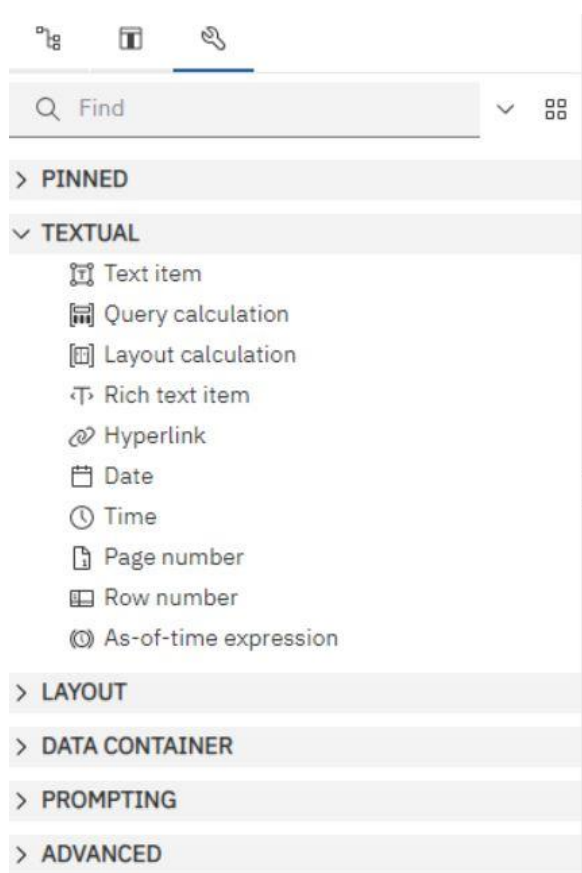 Find
PINNED
TEXTUAL
Text item
Query calculation
Layout calculation
Rich text item
Hyperlink
Date
Time
Page number
Row number
As-of-time expression
LAYOUT
DATA CONTAINER
PROMPTING
ADVANCED